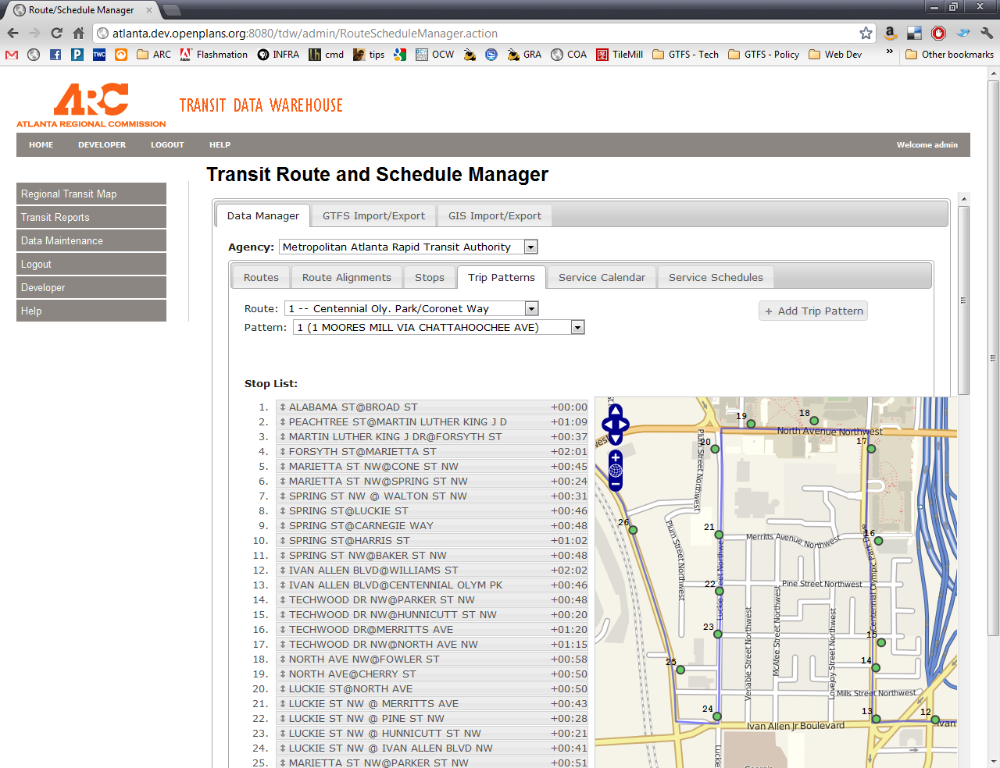 Route/Schedule Manager
atlanta.dev.openplans.org:8080/tdw/admin/RouteScheduleManager.action
ARC
Flashmation
INFRA
cmd
tips
OCW
GRA
COA
TileMill
GTFS - Tech
GTFS - Policy
Web Dev
»
Other bookmarks
ARC
ATLANTA REGIONAL COMMISSION
TRANSIT DATA WAREHOUSE
HOME
DEVELOPER
LOGOUT
HELP
Welcome admin
Regional Transit Map
Transit Reports
Data Maintenance
Logout
Developer
Help
Transit Route and Schedule Manager
Data Manager
GTFS Import/Export
GIS Import/Export
Agency: Metropolitan Atlanta Rapid Transit Authority
Routes
Route Alignments
Stops
Trip Patterns
Service Calendar
Service Schedules
Route: 1 -- Centennial Oly. Park/Coronet Way
+ Add Trip Pattern
Pattern: 1 (1 MOORES MILL VIA CHATTAHOOCHEE AVE)
Stop List:
1. ALABAMA ST@BROAD ST +00:00
2. PEACHTREE ST@MARTIN LUTHER KING J D +01:09
3. MARTIN LUTHER KING J DR@FORSYTH ST +00:37
4. FORSYTH ST@MARIETTA ST +02:01
5. MARIETTA ST NW@CONE ST NW +00:45
6. MARIETTA ST NW@SPRING ST NW +00:24
7. SPRING ST NW @ WALTON ST NW +00:31
8. SPRING ST@LUCKIE ST +00:46
9. SPRING ST@CARNEGIE WAY +00:48
10. SPRING ST@HARRIS ST +01:02
11. SPRING ST NW@BAKER ST NW +00:48
12. IVAN ALLEN BLVD@WILLIAMS ST +02:02
13. IVAN ALLEN BLVD@CENTENNIAL OLYM PK +00:46
14. TECHWOOD DR NW@PARKER ST NW +00:48
15. TECHWOOD DR NW@HUNNICUTT ST NW +00:20
16. TECHWOOD DR@MERRITTS AVE +01:20
17. TECHWOOD DR NW@NORTH AVE NW +01:15
18. NORTH AVE NW@FOWLER ST +00:58
19. NORTH AVE@CHERRY ST +00:50
20. LUCKIE ST@NORTH AVE +00:50
21. LUCKIE ST NW @ MERRITTS AVE +00:43
22. LUCKIE ST NW @ PINE ST NW +00:28
23. LUCKIE ST NW @ HUNNICUTT ST NW +00:21
24. LUCKIE ST NW @ IVAN ALLEN BLVD NW +00:41
25. MARIETTA ST NW@PARKER ST NW +00:51
19
18
North Avenue Northwest
17
20
Plum Street Northwest
26
21
16
Merritts Avenue Northwest
Plum Street Northwest
22
Pine Street Northwest
Luckie Street Northwest
Centennial Olympic Park Drive
23
15
Venable Street Northwest
McAfee Street Northwest
Lovejoy Street Northwest
25
14
Mills Street Northwest
24
13
12
Ivan Allen Jr Boulevard
Ivan
Luckie